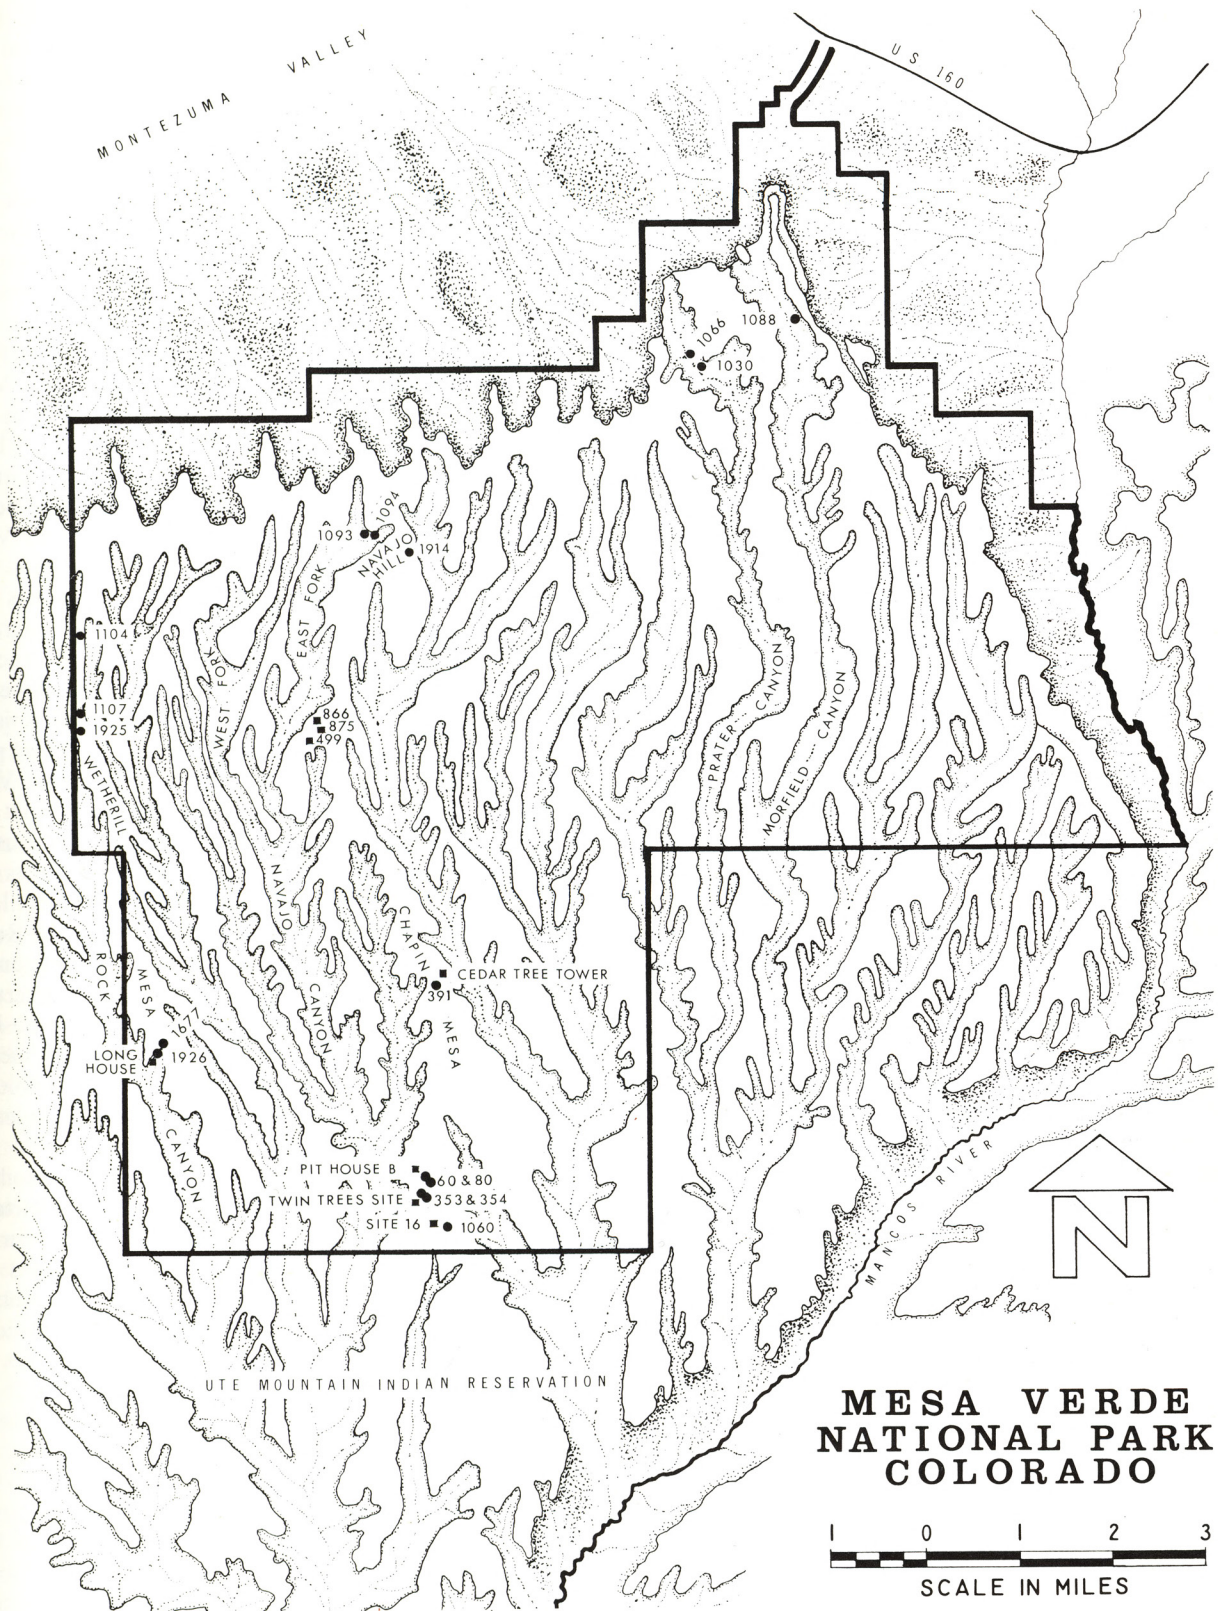 MONTEZUMA VALLEY
US 160
1088
1066
1030
1094
1093
NAVAJO
HILL
1914
EAST FORK
1104
WEST FORK
1107
1925
866
875
499
WETHERILL
PRATER CANYON
MORFIELD CANYON
NAVAJO
CANYON
CHAPIN
MESA
CEDAR TREE TOWER
391
ROCK
MESA
LONG
HOUSE
1926
CANYON
PIT HOUSE B
60 & 80
TWIN TREES SITE
353 & 354
SITE 16
1060
MANCOS RIVER
N
UTE MOUNTAIN INDIAN RESERVATION
MESA VERDE
NATIONAL PARK
COLORADO
1 0 1 2 3
SCALE IN MILES